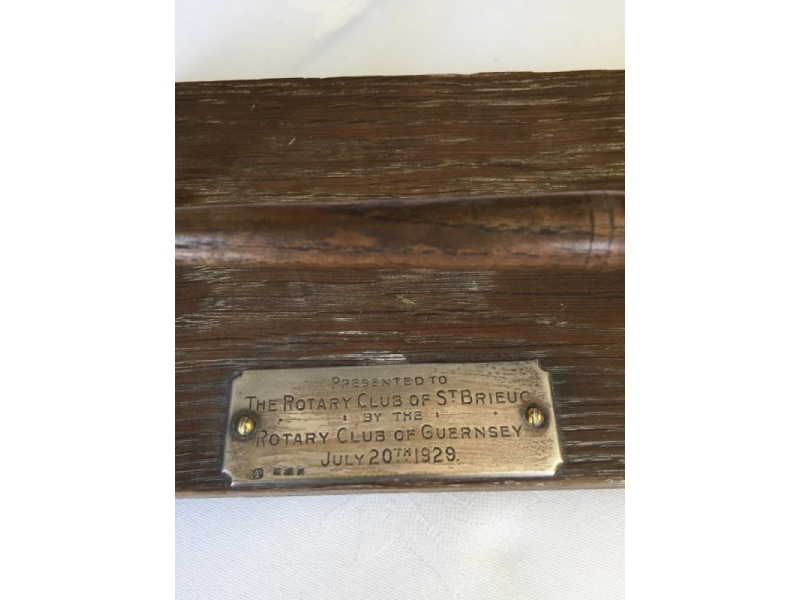 PRESENTED TO
THE ROTARY CLUB OF ST BRIEUC
BY THE
ROTARY CLUB OF GUERNSEY
JULY 20TH 1929.